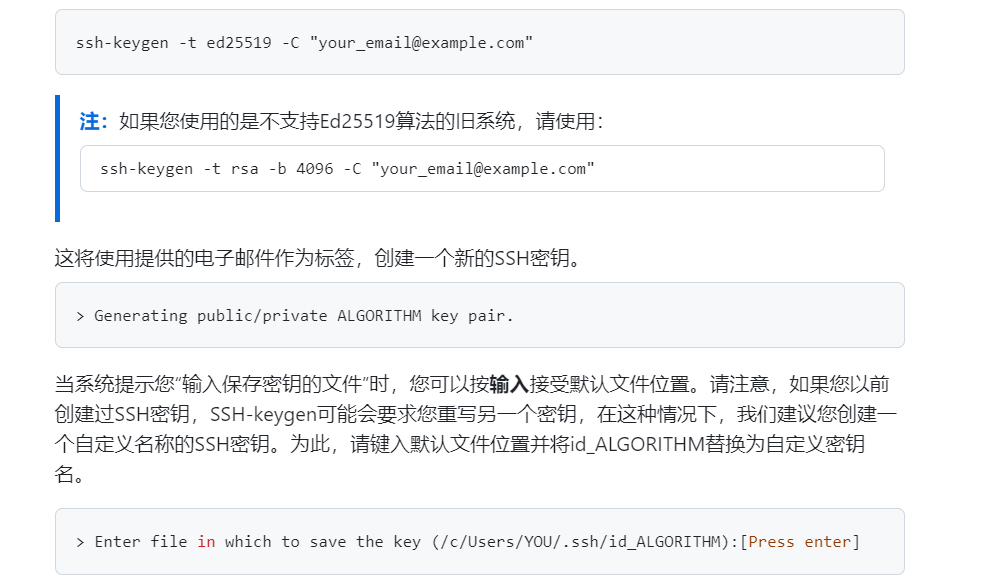 ssh-keygen -t ed25519 -C "your_email@example.com"
注：如果您使用的是不支持Ed25519算法的旧系统，请使用：
ssh-keygen -t rsa -b 4096 -C "your_email@example.com"
这将使用提供的电子邮件作为标签，创建一个新的SSH密钥。
> Generating public/private ALGORITHM key pair.
当系统提示您“输入保存密钥的文件”时，您可以按输入接受默认文件位置。请注意，如果您以前
创建过SSH密钥，SSH-keygen可能会要求您重写另一个密钥，在这种情况下，我们建议您创建一
个自定义名称的SSH密钥。为此，请键入默认文件位置并将id_ALGORITHM替换为自定义密钥
名。
> Enter file in which to save the key (/c/Users/YOU/.ssh/id_ALGORITHM):[Press enter]